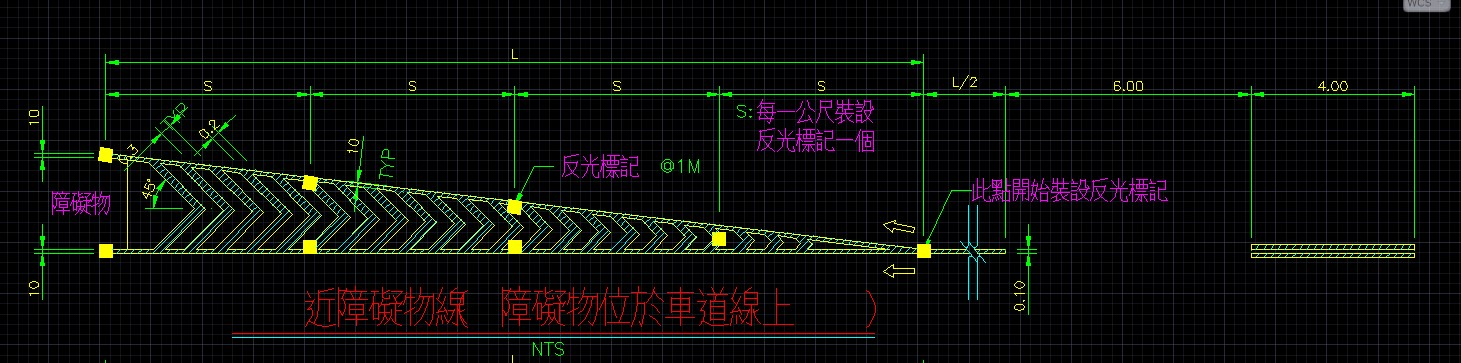 WCS
L
S
S
S
S
L/2
6.00
4.00
S:每一公尺裝設
反光標記一個
10
TYP
0.2
0.3
10
TYP
反光標記 @1M
45°
障礙物
此點開始裝設反光標記
10
0.10
近障礙物線( 障礙物位於車道線上 )
NTS
L